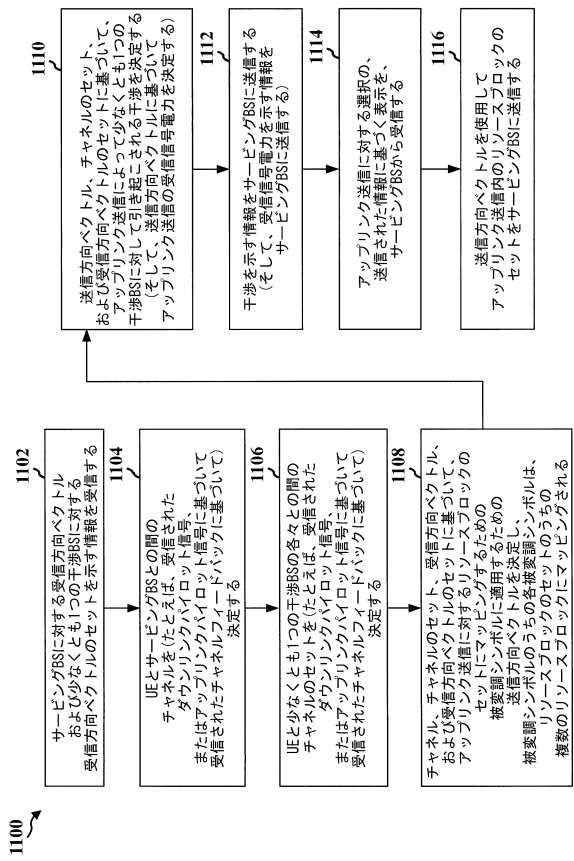 1100
1102
サービングBSに対する受信方向ベクトル
および少なくとも1つの干渉BSに対する
受信方向ベクトルのセットを示す情報を受信する
1104
UEとサービングBSとの間の
チャネルを(たとえば、受信された
ダウンリンクパイロット信号、
またはアップリンクパイロット信号に基づいて
受信されたチャネルフィードバックに基づいて)
決定する
1106
UEと少なくとも1つの干渉BSの各々との間の
チャネルのセットを(たとえば、受信された
ダウンリンクパイロット信号、
またはアップリンクパイロット信号に基づいて
受信されたチャネルフィードバックに基づいて)
決定する
1108
チャネル、チャネルのセット、受信方向ベクトル、
および受信方向ベクトルのセットに基づいて、
アップリンク送信に対するリソースブロックの
セットにマッピングするための
被変調シンボルに適用するための
送信方向ベクトルを決定し、
被変調シンボルのうちの各被変調シンボルは、
リソースブロックのセットのうちの
複数のリソースブロックにマッピングされる
1110
送信方向ベクトル、チャネルのセット、
および受信方向ベクトルのセットに基づいて、
アップリンク送信によって少なくとも1つの
干渉BSに対して引き起こされる干渉を決定する
(そして、送信方向ベクトルに基づいて
アップリンク送信の受信信号電力を決定する)
1112
干渉を示す情報をサービングBSに送信する
(そして、受信信号電力を示す情報を
サービングBSに送信する)
1114
アップリンク送信に対する選択の、
送信された情報に基づく表示を、
サービングBSから受信する
1116
送信方向ベクトルを使用して
アップリンク送信内のリソースブロックの
セットをサービングBSに送信する